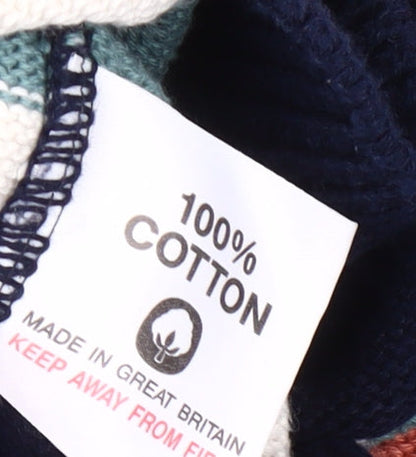 100%
COTTON
MADE IN GREAT BRITAIN
KEEP AWAY FROM